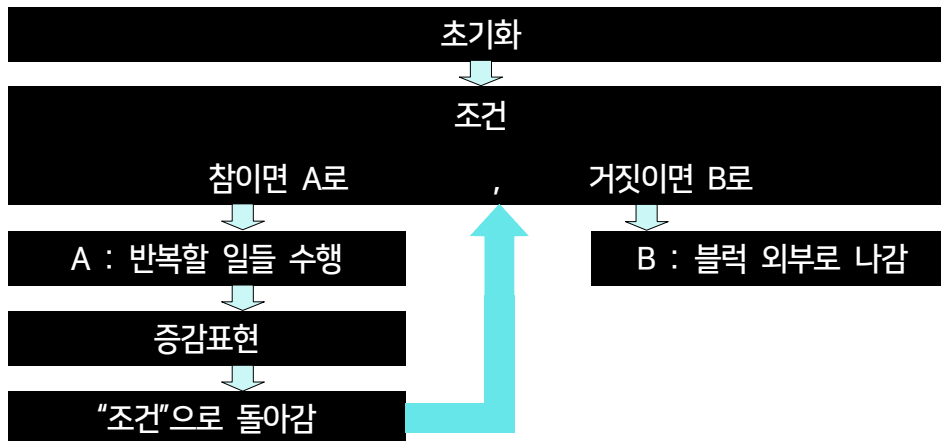 초기화
조건
참이면 A로 , 거짓이면 B로
A : 반복할 일들 수행
B : 블럭 외부로 나감
증감표현
“조건”으로 돌아감